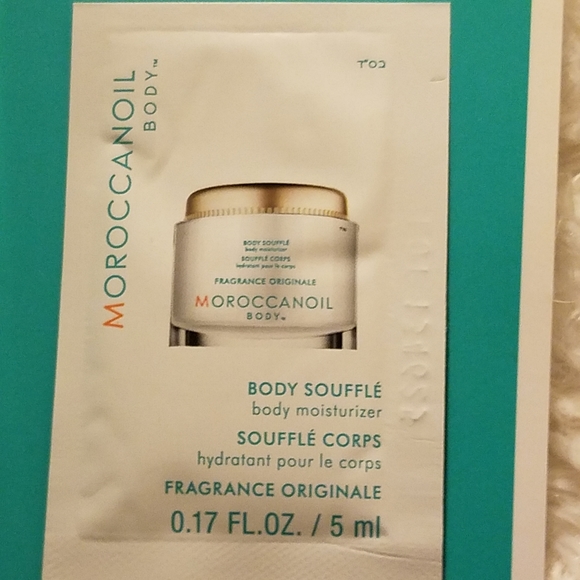 MOROCCANOIL
BODY™
BODY SOUFFLÉ
body moisturizer
SOUFFLÉ CORPS
hydratant pour le corps
FRAGRANCE ORIGINALE
MOROCCANOIL
BODY™
BODY SOUFFLÉ
body moisturizer
SOUFFLÉ CORPS
hydratant pour le corps
FRAGRANCE ORIGINALE
0.17 FL.OZ. / 5 ml